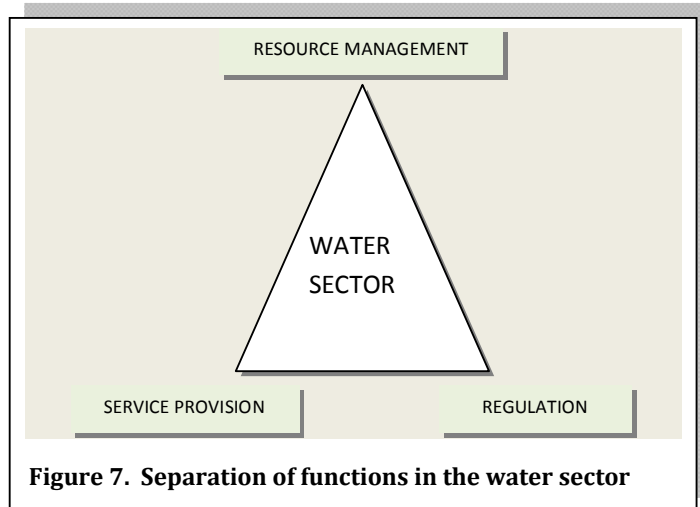 RESOURCE MANAGEMENT
WATER
SECTOR
SERVICE PROVISION
REGULATION
Figure 7. Separation of functions in the water sector